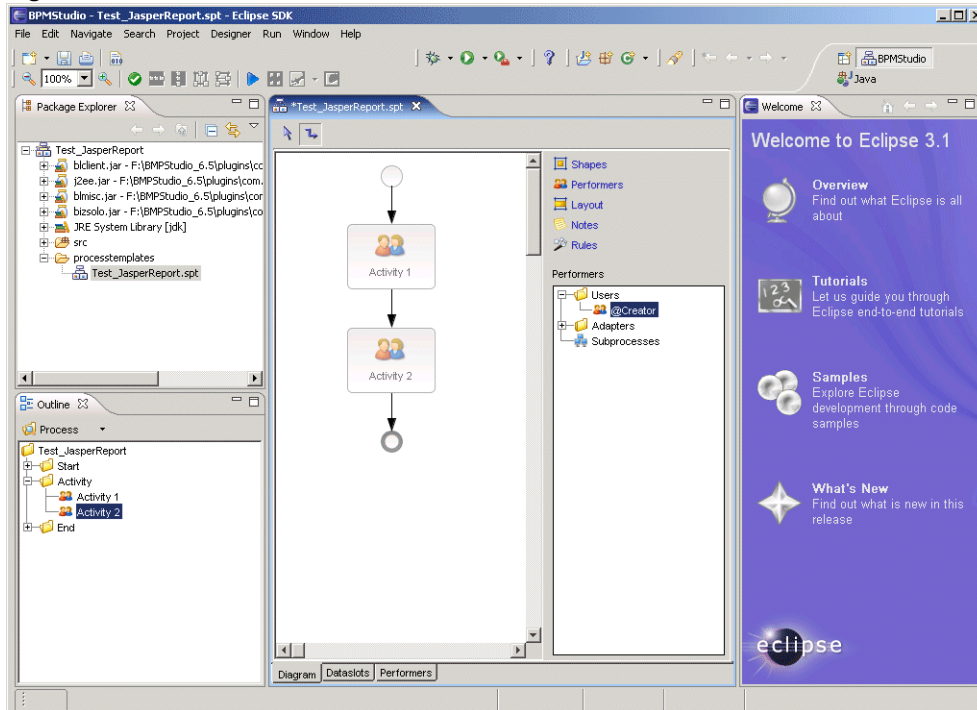 BPMStudio - Test_JasperReport.spt - Eclipse SDK
File Edit Navigate Search Project Designer Run Window Help
100%
BPMStudio
Java
Package Explorer
Test_JasperReport
blclient.jar - F:\BMPStudio_6.5\plugins\cc
j2ee.jar - F:\BMPStudio_6.5\plugins\com.
blmisc.jar - F:\BMPStudio_6.5\plugins\cor
bizsolo.jar - F:\BMPStudio_6.5\plugins\co
JRE System Library [jdk]
src
processtemplates
Test_JasperReport.spt
Outline
Process
Test_JasperReport
Start
Activity
Activity 1
Activity 2
End
*Test_JasperReport.spt
Activity 1
Activity 2
Shapes
Performers
Layout
Notes
Rules
Performers
Users
@Creator
Adapters
Subprocesses
Diagram Dataslots Performers
Welcome
Welcome to Eclipse 3.1
Overview
Find out what Eclipse is all
about
Tutorials
Let us guide you through
Eclipse end-to-end tutorials
Samples
Explore Eclipse
development through code
samples
What's New
Find out what is new in this
release
eclipse